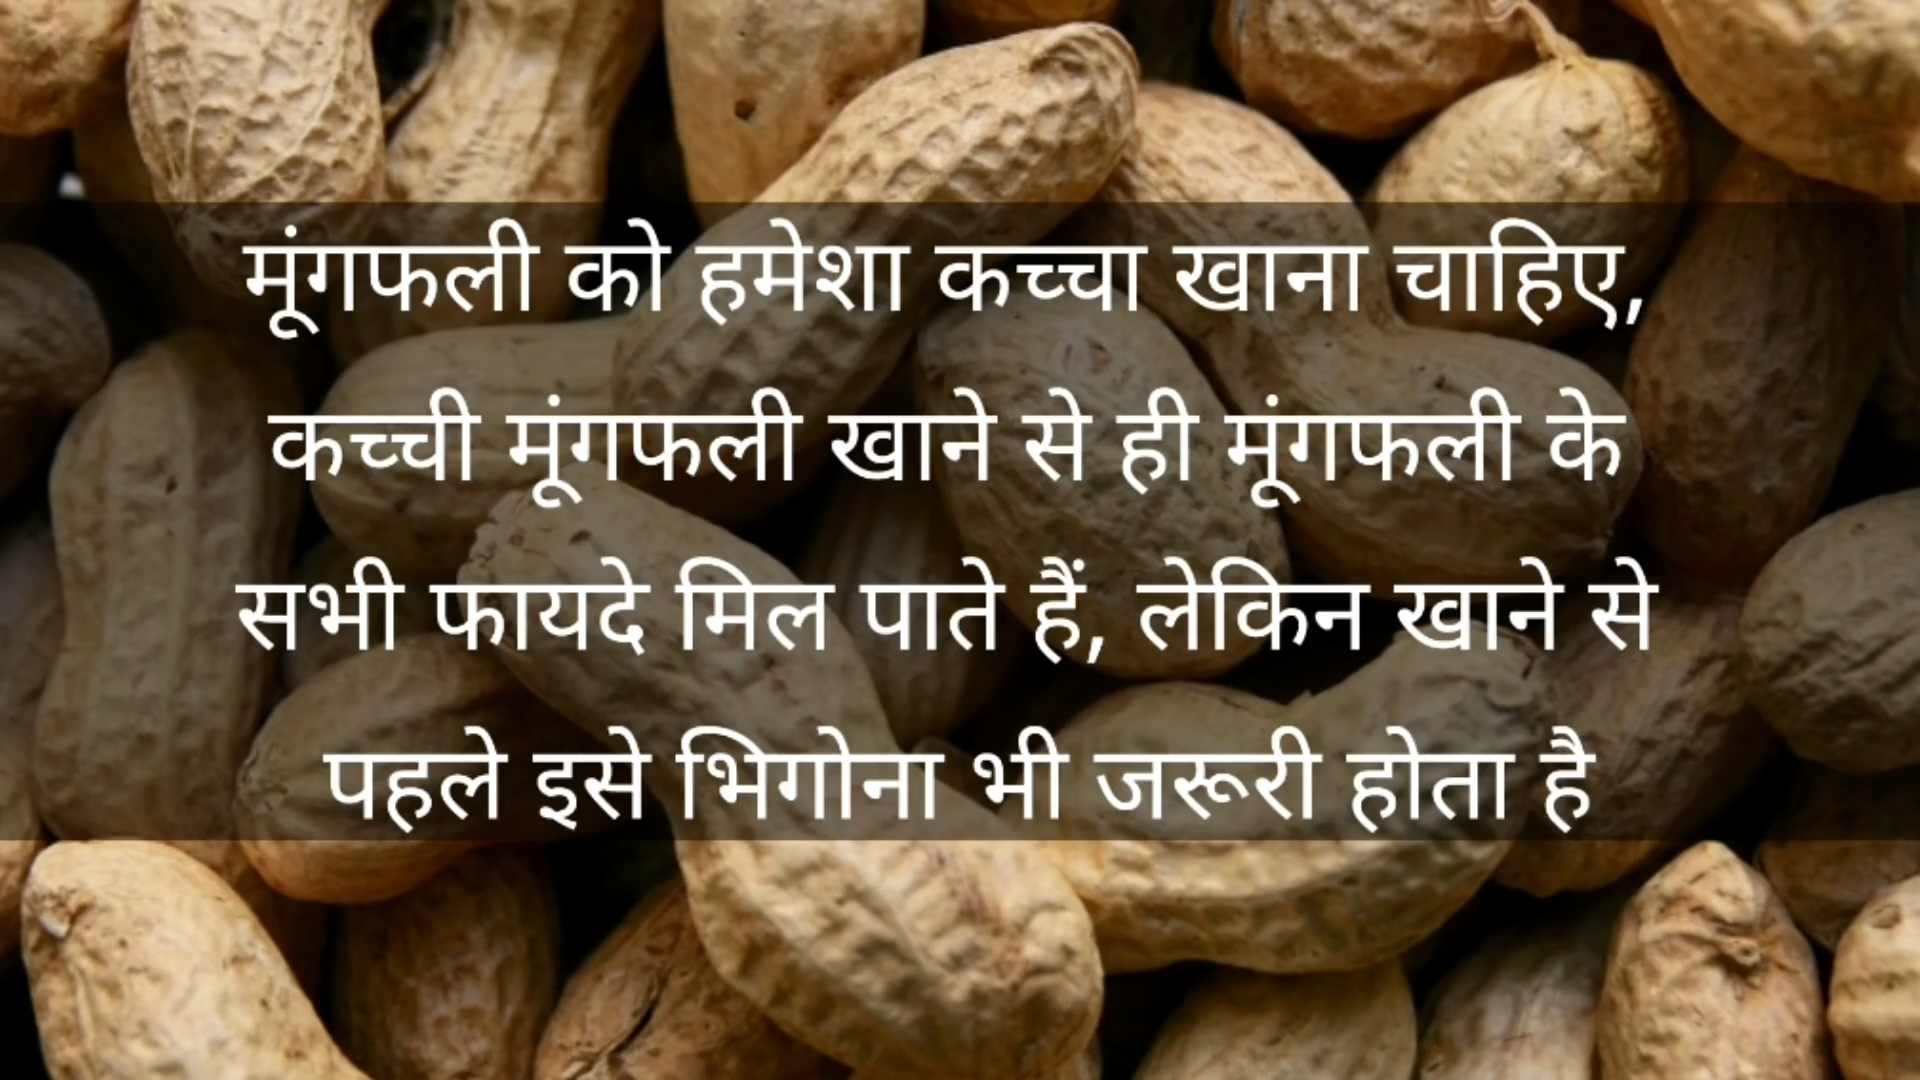 मूंगफली को हमेशा कच्चा खाना चाहिए,
कच्ची मूंगफली खाने से ही मूंगफली के
सभी फायदे मिल पाते हैं, लेकिन खाने से
पहले इसे भिगोना भी जरूरी होता है